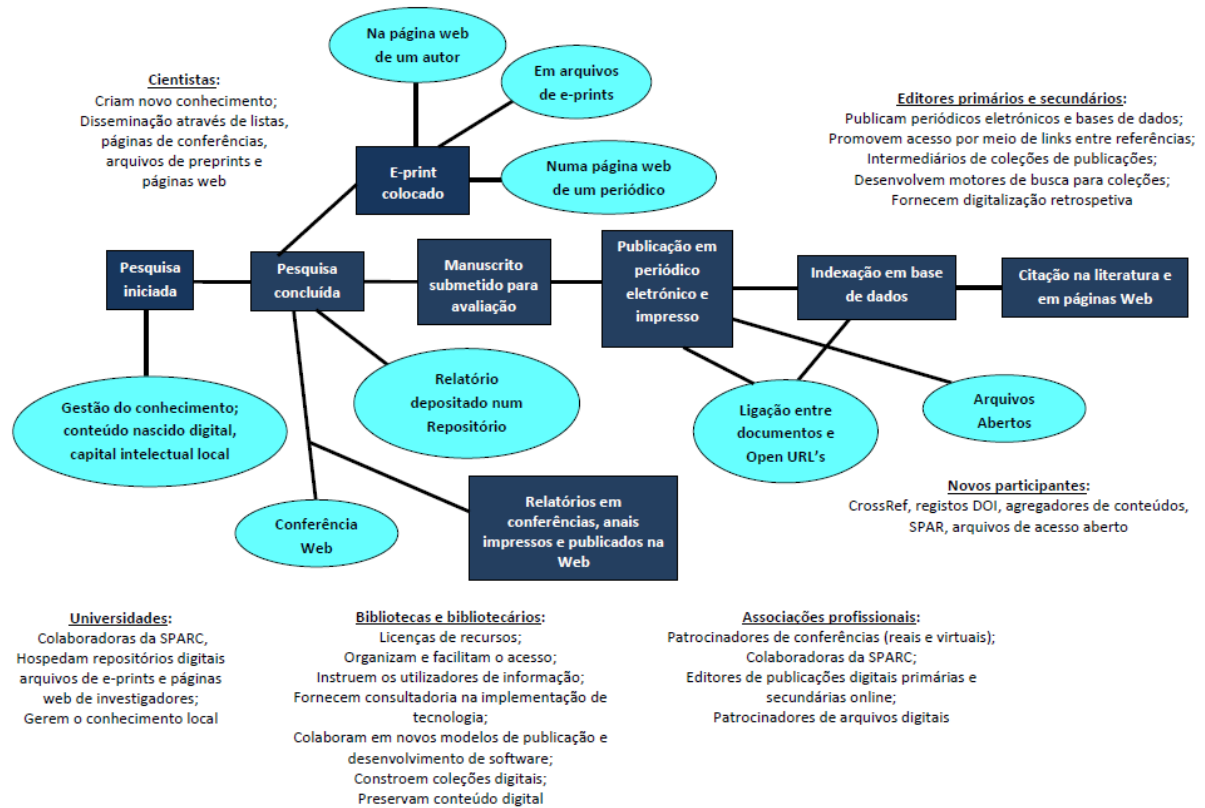 Na página web
de um autor
Em arquivos
de e-prints
Cientistas:
Criam novo conhecimento;
Disseminação através de listas,
páginas de conferências,
arquivos de preprints e
páginas web
E-print
colocado
Numa página web
de um periódico
Editores primários e secundários:
Publicam periódicos eletrónicos e bases de dados;
Promovem acesso por meio de links entre referências;
Intermediários de coleções de publicações;
Desenvolvem motores de busca para coleções;
Fornecem digitalização retrospetiva
Pesquisa
iniciada
Pesquisa
concluída
Manuscrito
submetido para
avaliação
Publicação em
periódico
eletrónico e
impresso
Indexação em base
de dados
Citação na literatura e
em páginas Web
Gestão do conhecimento;
conteúdo nascido digital,
capital intelectual local
Relatório
depositado num
Repositório
Ligação entre
documentos e
Open URL's
Arquivos
Abertos
Conferência
Web
Relatórios em
conferências, anais
impressos e publicados na
Web
Novos participantes:
CrossRef, registos DOI, agregadores de conteúdos,
SPAR, arquivos de acesso aberto
Universidades:
Colaboradoras da SPARC,
Hospedam repositórios digitais
arquivos de e-prints e páginas
web de investigadores;
Gerem o conhecimento local
Bibliotecas e bibliotecários:
Licenças de recursos;
Organizam e facilitam o acesso;
Instruem os utilizadores de informação;
Fornecem consultadoria na implementação de
tecnologia;
Colaboram em novos modelos de publicação e
desenvolvimento de software;
Constroem coleções digitais;
Preservam conteúdo digital
Associações profissionais:
Patrocinadores de conferências (reais e virtuais);
Colaboradoras da SPARC;
Editores de publicações digitais primárias e
secundárias online;
Patrocinadores de arquivos digitais